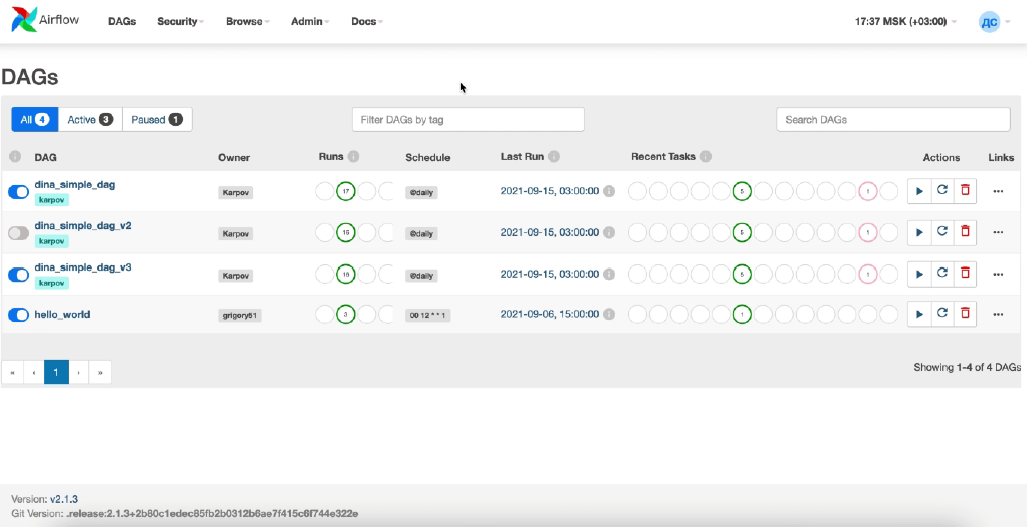 Airflow DAGs Security Browse Admin Docs 17:37 MSK (+03:00) ДС
DAGs
All 4 Active 3 Paused 1 Filter DAGs by tag Search DAGs
DAG Owner Runs Schedule Last Run Recent Tasks Actions Links
dina_simple_dag Karpov 17 @daily 2021-09-15, 03:00:00 5 1
karpov
dina_simple_dag_v2 Karpov 16 @daily 2021-09-15, 03:00:00 5 1
karpov
dina_simple_dag_v3 Karpov 16 @daily 2021-09-15, 03:00:00 5 1
karpov
hello_world grigory51 3 00 12 * * 1 2021-09-06, 15:00:00 1
« ‹ 1 › » Showing 1-4 of 4 DAGs
Version: v2.1.3
Git Version: .release:2.1.3+2b80c1edec85fb2b0312b6ae7f415c6f744e322e